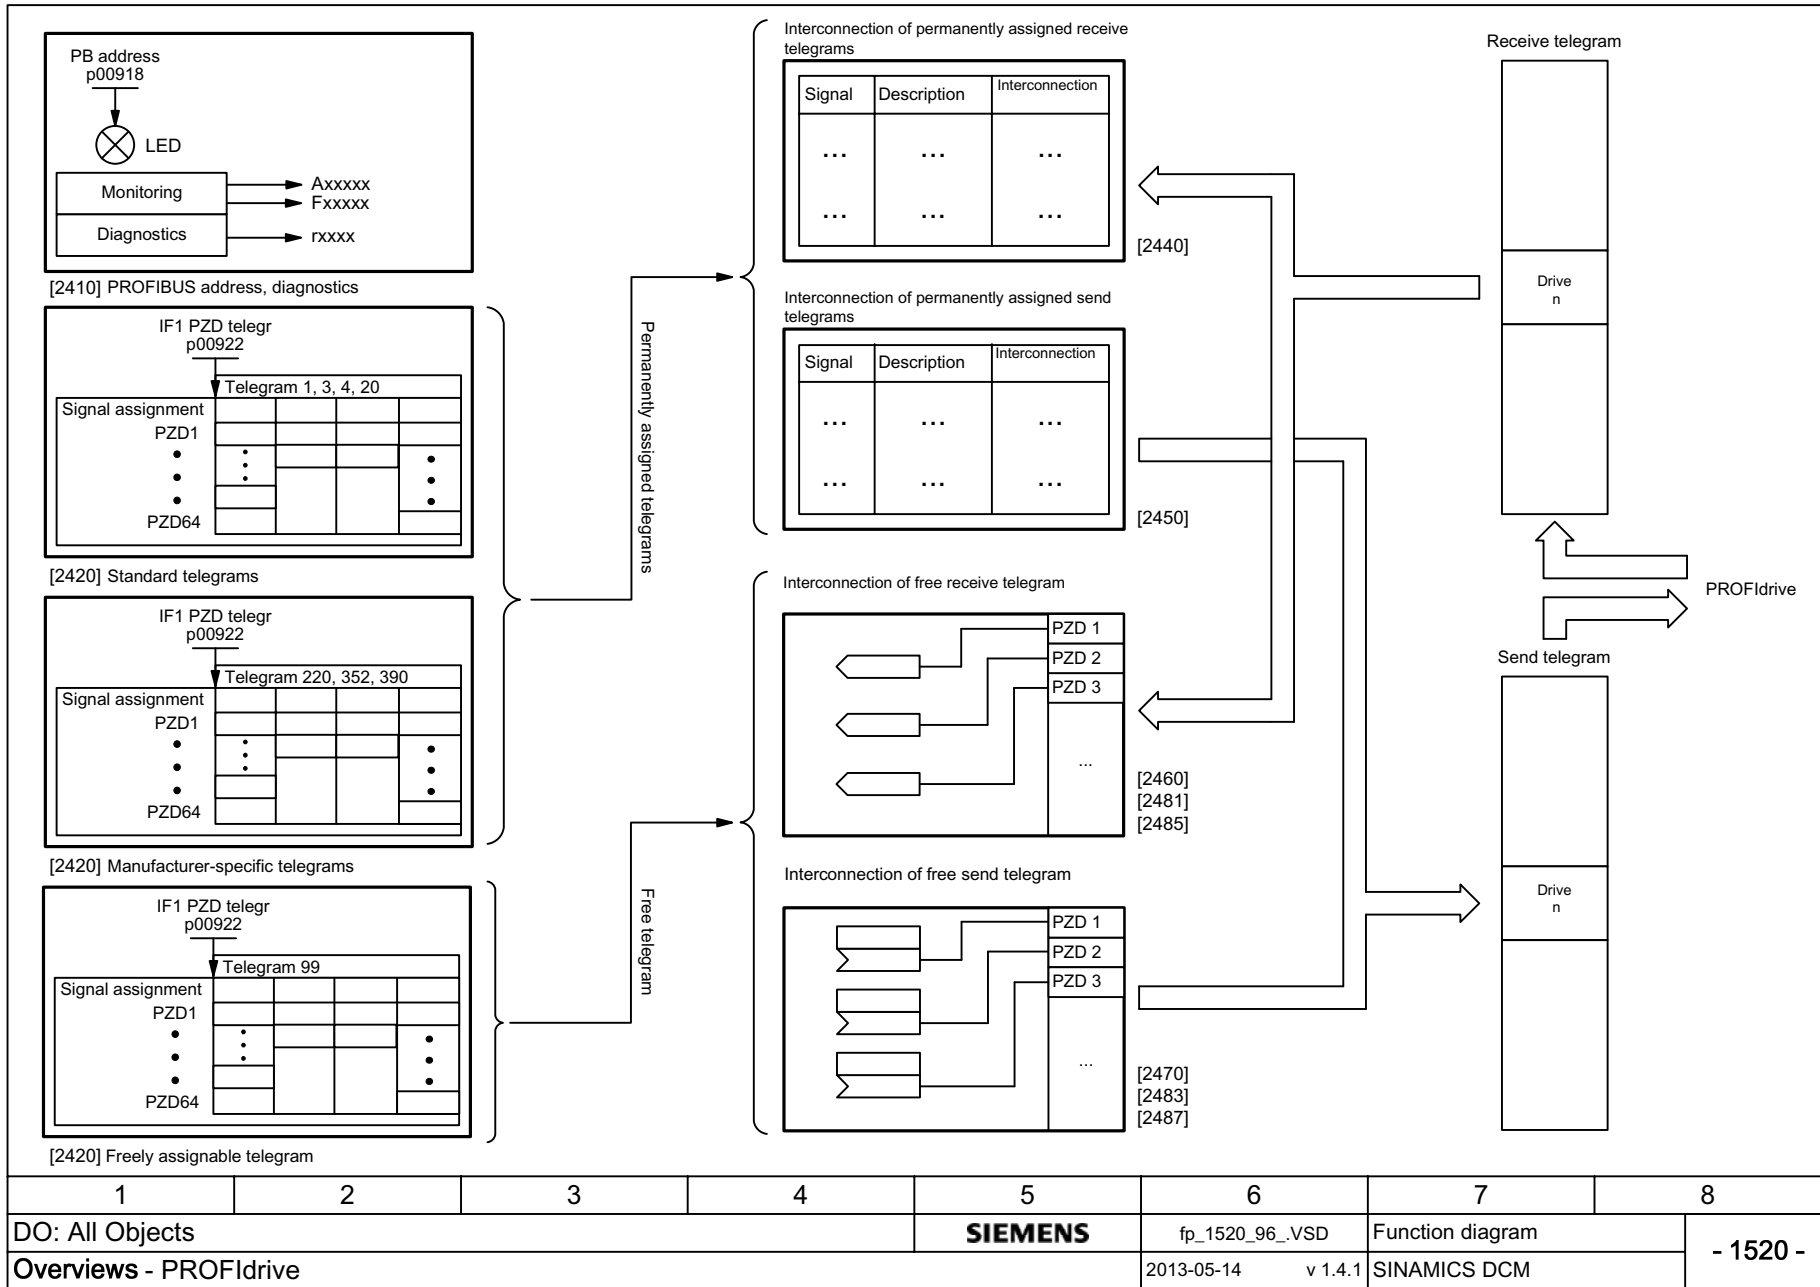 PB address
p00918
LED
Monitoring
Axxxxx
Fxxxxx
Diagnostics
rxxxx
[2410] PROFIBUS address, diagnostics
IF1 PZD telegr
p00922
Telegram 1, 3, 4, 20
Signal assignment
PZD1
PZD64
[2420] Standard telegrams
IF1 PZD telegr
p00922
Telegram 220, 352, 390
Signal assignment
PZD1
PZD64
[2420] Manufacturer-specific telegrams
IF1 PZD telegr
p00922
Telegram 99
Signal assignment
PZD1
PZD64
[2420] Freely assignable telegram
Permanently assigned telegrams
Free telegram
Interconnection of permanently assigned receive
telegrams
Signal Description Interconnection
... ... ...
... ... ...
[2440]
Interconnection of permanently assigned send
telegrams
Signal Description Interconnection
... ... ...
... ... ...
[2450]
Interconnection of free receive telegram
PZD 1
PZD 2
PZD 3
...
[2460]
[2481]
[2485]
Interconnection of free send telegram
PZD 1
PZD 2
PZD 3
...
[2470]
[2483]
[2487]
Receive telegram
Drive
n
PROFIdrive
Send telegram
Drive
n
1 2 3 4 5 6 7 8
DO: All Objects
SIEMENS
fp_1520_96_.VSD
Function diagram
- 1520 -
Overviews - PROFIdrive
2013-05-14 v 1.4.1
SINAMICS DCM